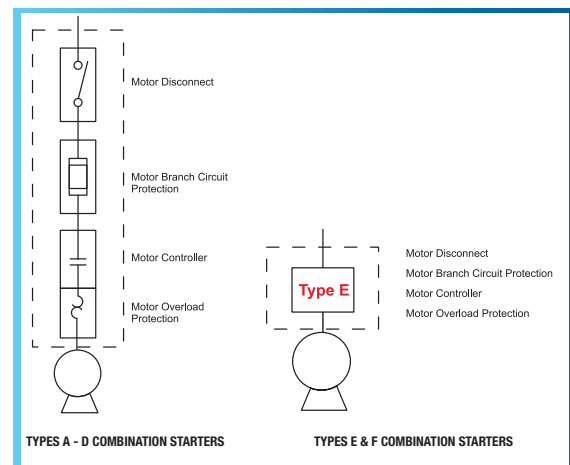 Motor Disconnect
Motor Branch Circuit
Protection
Motor Controller
Motor Overload
Protection
TYPES A - D COMBINATION STARTERS
Type E
Motor Disconnect
Motor Branch Circuit Protection
Motor Controller
Motor Overload Protection
TYPES E & F COMBINATION STARTERS